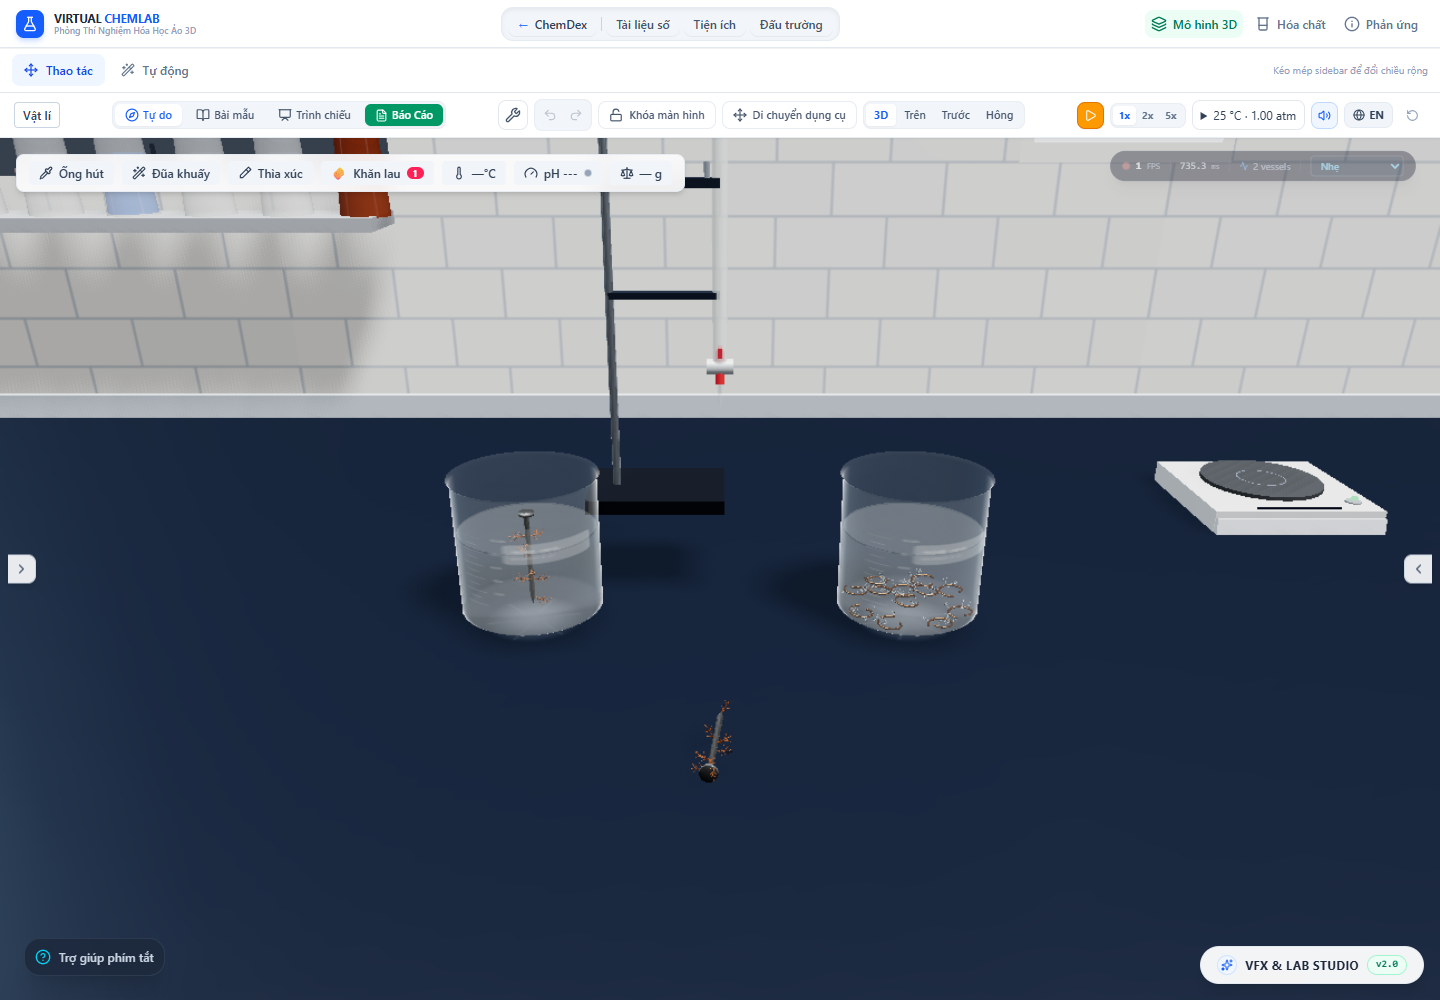 VIRTUAL CHEMLAB
Phòng Thí Nghiệm Hóa Học Ảo 3D
← ChemDex
Tài liệu số
Tiện ích
Đấu trường
Mô hình 3D
Hóa chất
Phản ứng
Thao tác
Tự động
Kéo mép sidebar để đổi chiều rộng
Vật lí
Tự do
Bài mẫu
Trình chiếu
Báo Cáo
Khóa màn hình
Di chuyển dụng cụ
3D
Trên
Trước
Hông
1x
2x
5x
25 °C · 1.00 atm
EN
Ống hút
Đũa khuấy
Thìa xúc
Khăn lau
1
—°C
pH ---
— g
1 FPS
735.3 ms
2 vessels
Nhẹ
Trợ giúp phím tắt
VFX & LAB STUDIO
v2.0